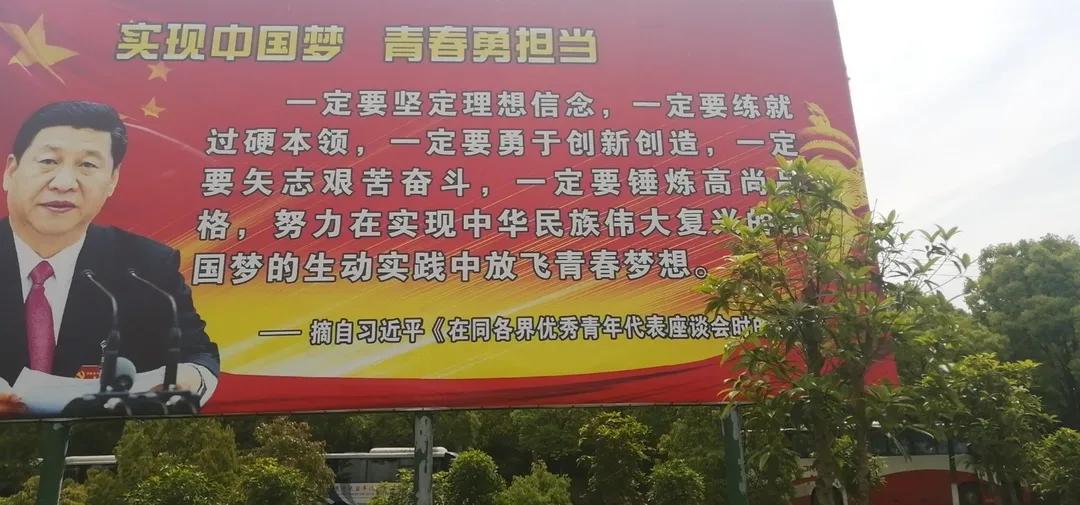 实现中国梦 青春勇担当
一定要坚定理想信念，一定要练就
过硬本领，一定要勇于创新创造，一定
要矢志艰苦奋斗，一定要锤炼高尚品
格，努力在实现中华民族伟大复兴的
国梦的生动实践中放飞青春梦想。
—— 摘自习近平《在同各界优秀青年代表座谈会时的